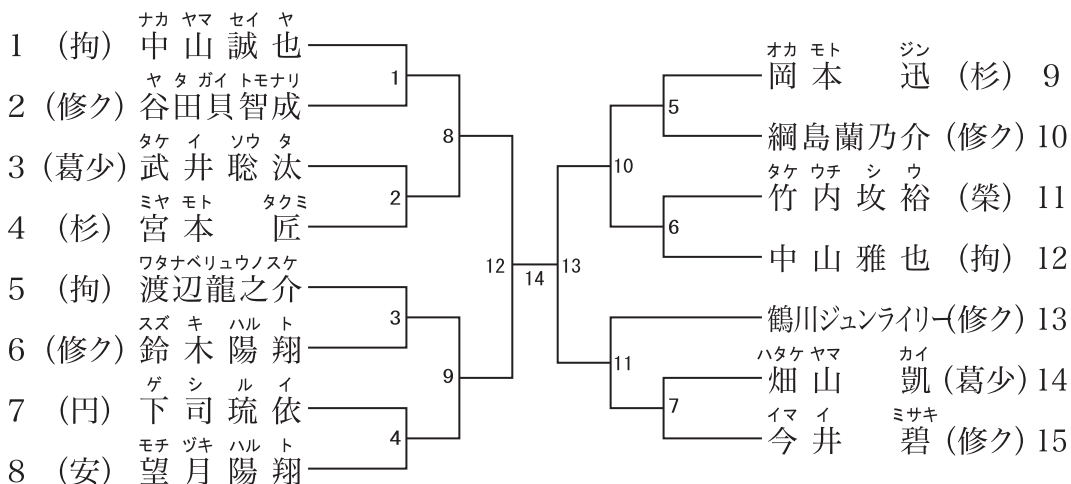 ナカ ヤマ セイ ヤ
1 (拘) 中山誠也
ヤ タ ガイ トモナリ
2 (修ク) 谷田貝智成
タケ イ ソウ タ
3 (葛少) 武井聡汰
ミヤ モト タクミ
4 (杉) 宮本 匠
ワタナベリュウノスケ
5 (拘) 渡辺龍之介
スズ キ ハル ト
6 (修ク) 鈴木陽翔
ゲ シ ル イ
7 (円) 下司琉依
モチ ヅキ ハル ト
8 (安) 望月陽翔
1
2
3
4
8
9
12
14
13
10
11
5
6
7
オカ モト ジン
岡本 迅 (杉) 9
綱島蘭乃介 (修ク) 10
タケ ウチ シ ウ
竹内坆裕 (榮) 11
中山雅也 (拘) 12
鶴川ジュンライリー(修ク) 13
ハタケ ヤマ カイ
畑山 凱 (葛少) 14
イマ イ ミサキ
今井 碧 (修ク) 15